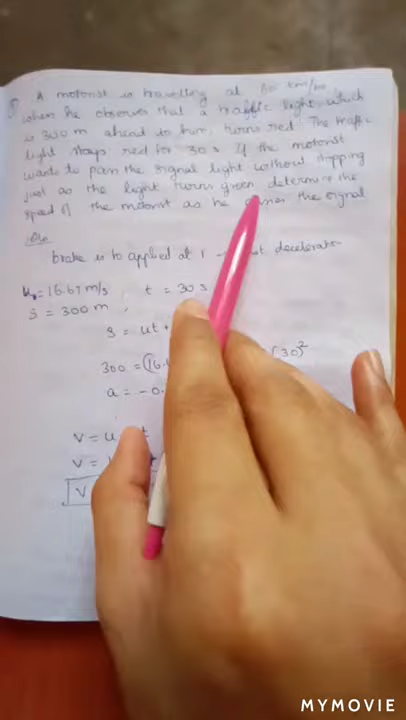 A motorist is travelling at 60 km/hr
when he observes that a traffic light which
is 300 m ahead to him, turns red. The traffic
light stays red for 30 s. If the motorist
wants to pass the signal light without stopping
just as the light turns green determine the
speed of the motorist as he the signal
brake is to applied at deceleration
= 16.67 m/s t = 30 s
s = 300 m
s = ut +
300 = (16. (30)²
a = -0.
V = u t
V =
V
MYMOVIE